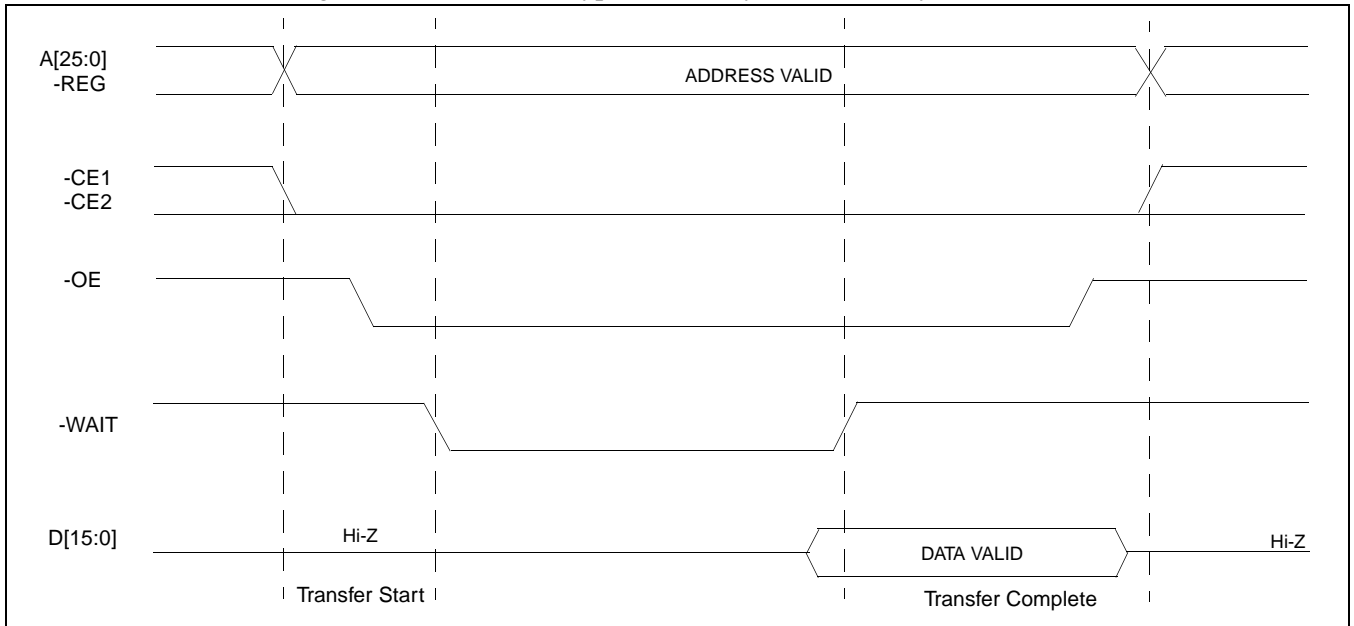 A[25:0]
-REG
ADDRESS VALID
-CE1
-CE2
-OE
-WAIT
D[15:0]
Hi-Z
DATA VALID
Hi-Z
Transfer Start
Transfer Complete